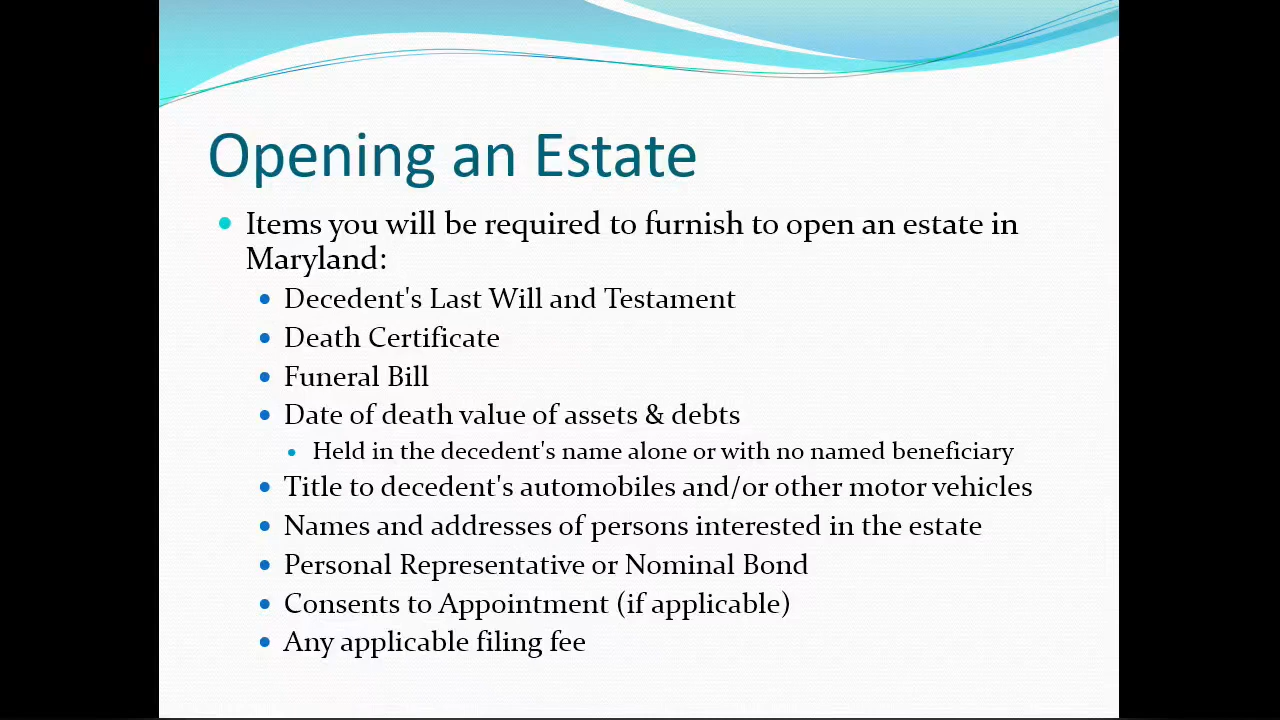 Opening an Estate
Items you will be required to furnish to open an estate in
Maryland:
Decedent's Last Will and Testament
Death Certificate
Funeral Bill
Date of death value of assets & debts
Held in the decedent's name alone or with no named beneficiary
Title to decedent's automobiles and/or other motor vehicles
Names and addresses of persons interested in the estate
Personal Representative or Nominal Bond
Consents to Appointment (if applicable)
Any applicable filing fee